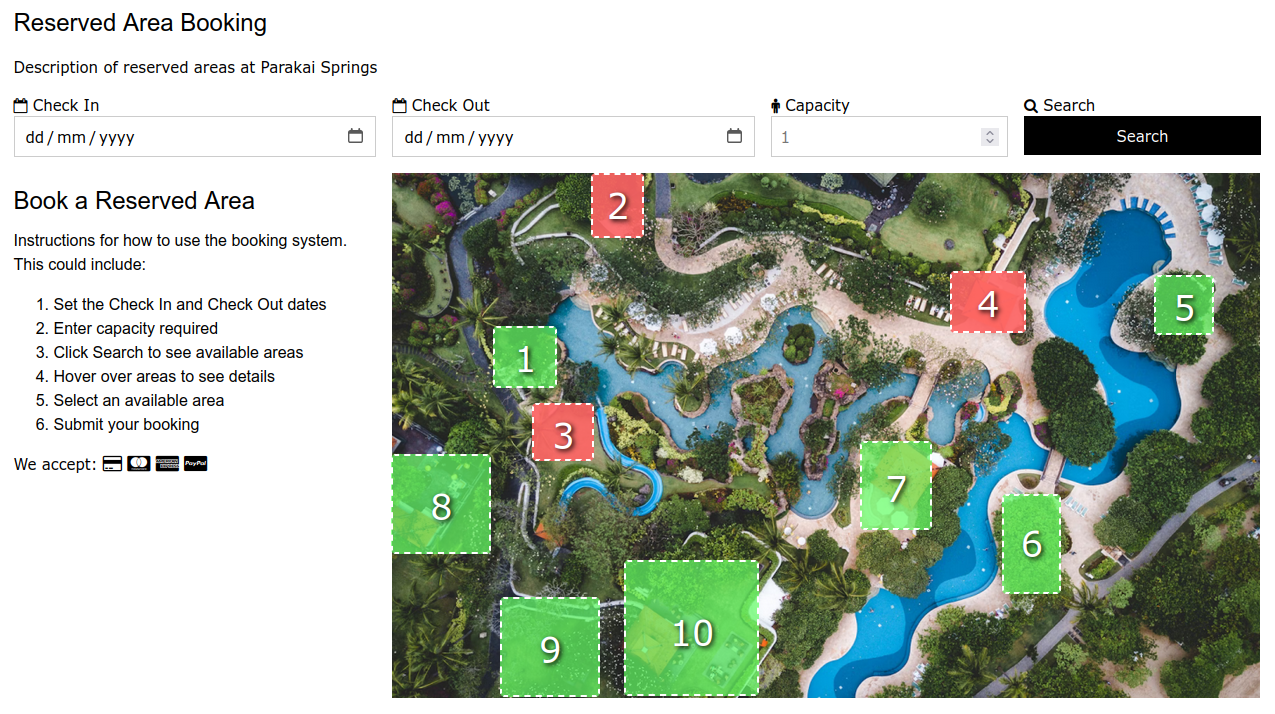 Reserved Area Booking
Description of reserved areas at Parakai Springs
Check In
Check Out
Capacity
Search
dd / mm / yyyy
dd / mm / yyyy
1
Search
Book a Reserved Area
Instructions for how to use the booking system.
This could include:
1. Set the Check In and Check Out dates
2. Enter capacity required
3. Click Search to see available areas
4. Hover over areas to see details
5. Select an available area
6. Submit your booking
We accept:
AMERICAN EXPRESS
PayPal
2
4
5
1
3
7
8
6
10
9